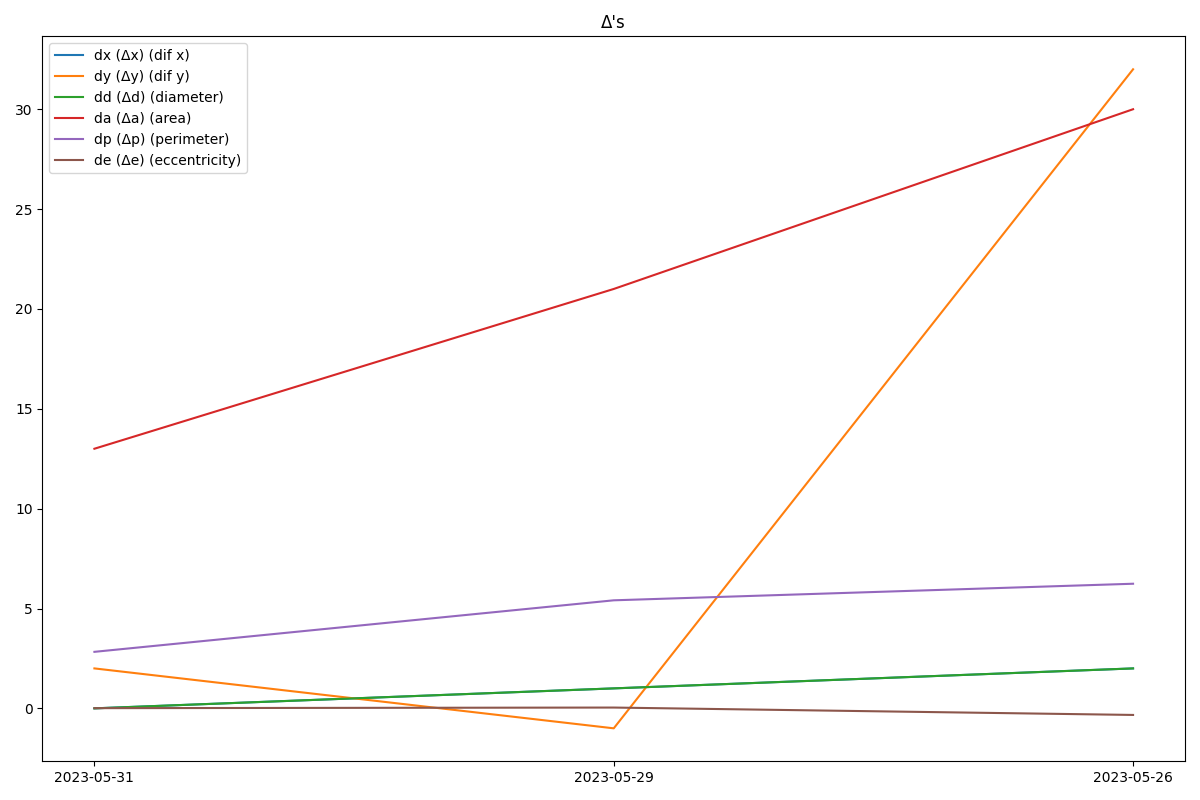 Δ's
dx (Δx) (dif x)
dy (Δy) (dif y)
dd (Δd) (diameter)
da (Δa) (area)
dp (Δp) (perimeter)
de (Δe) (eccentricity)
30
25
20
15
10
5
0
2023-05-31
2023-05-29
2023-05-26